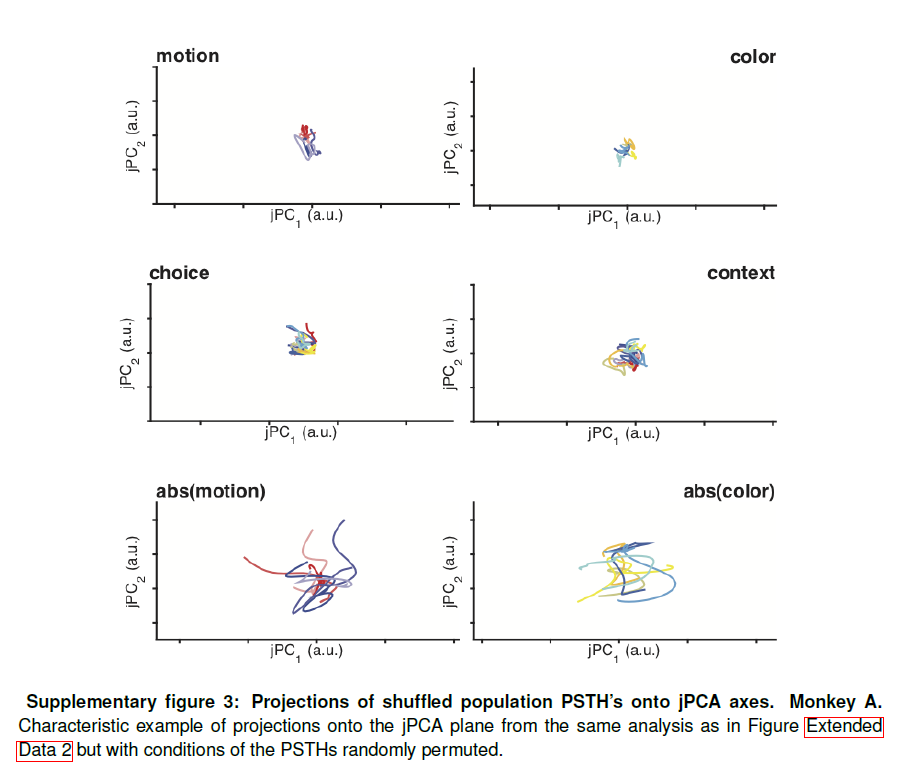 motion
color
jPC2 (a.u.)
jPC2 (a.u.)
jPC1 (a.u.)
jPC1 (a.u.)
choice
context
jPC2 (a.u.)
jPC2 (a.u.)
jPC1 (a.u.)
jPC1 (a.u.)
abs(motion)
abs(color)
jPC2 (a.u.)
jPC2 (a.u.)
jPC1 (a.u.)
jPC1 (a.u.)
Supplementary figure 3: Projections of shuffled population PSTH's onto jPCA axes. Monkey A.
Characteristic example of projections onto the jPCA plane from the same analysis as in Figure Extended
Data 2 but with conditions of the PSTHs randomly permuted.